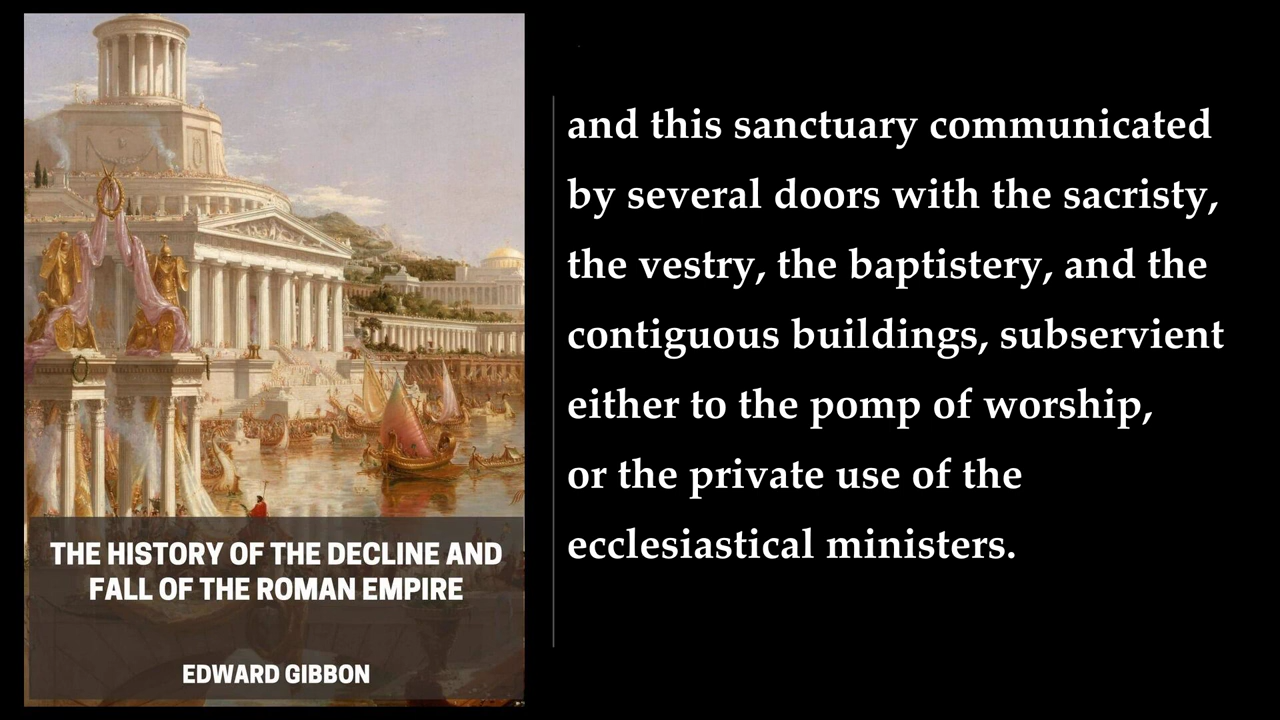 THE HISTORY OF THE DECLINE AND
FALL OF THE ROMAN EMPIRE
EDWARD GIBBON
and this sanctuary communicated
by several doors with the sacristy,
the vestry, the baptistery, and the
contiguous buildings, subservient
either to the pomp of worship,
or the private use of the
ecclesiastical ministers.